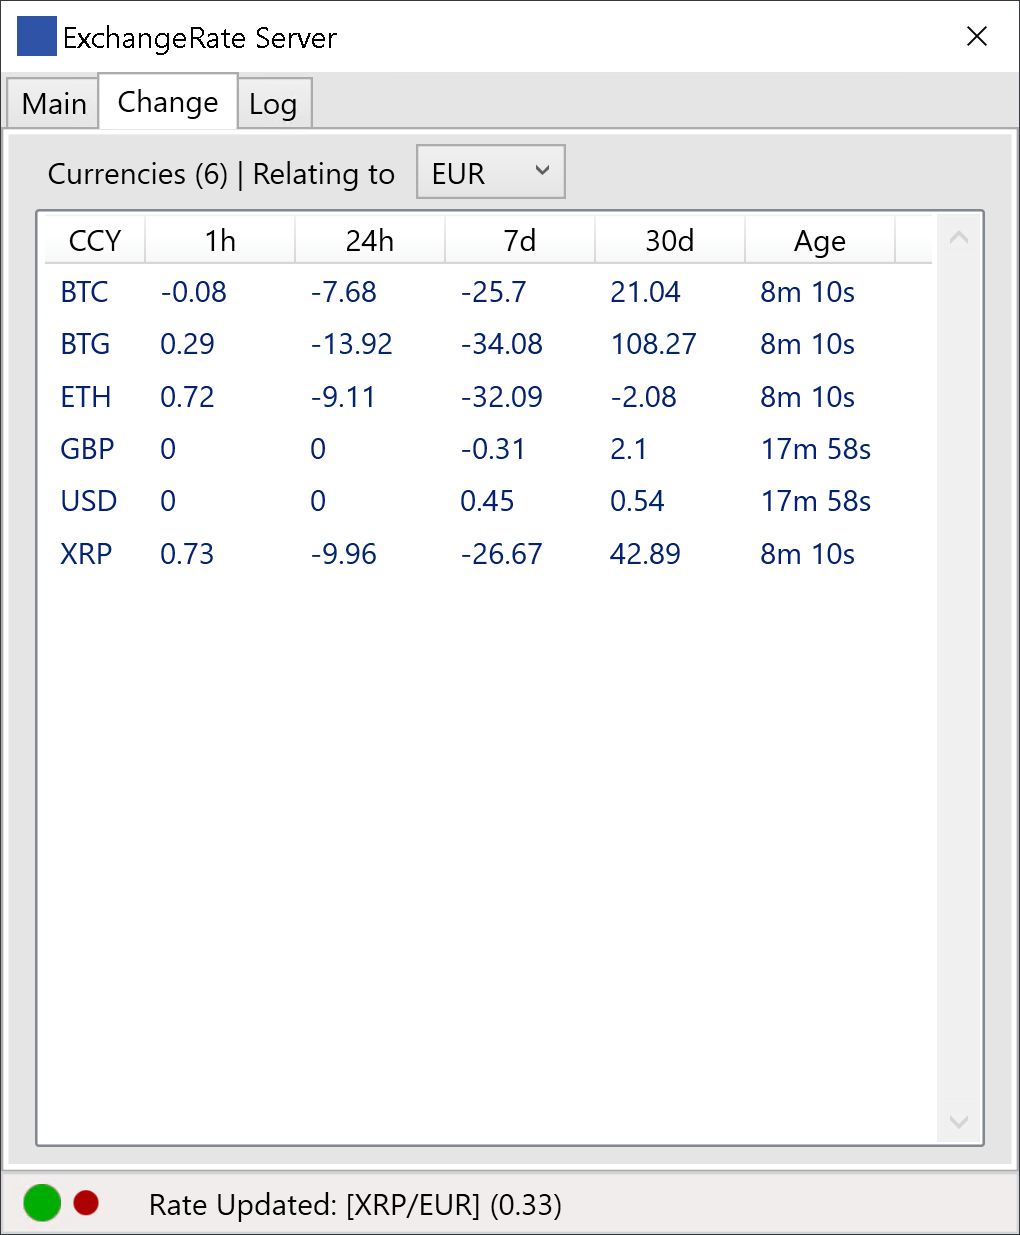 ExchangeRate Server
Main Change Log
Currencies (6) | Relating to EUR
CCY 1h 24h 7d 30d Age
BTC -0.08 -7.68 -25.7 21.04 8m 10s
BTG 0.29 -13.92 -34.08 108.27 8m 10s
ETH 0.72 -9.11 -32.09 -2.08 8m 10s
GBP 0 0 -0.31 2.1 17m 58s
USD 0 0 0.45 0.54 17m 58s
XRP 0.73 -9.96 -26.67 42.89 8m 10s
Rate Updated: [XRP/EUR] (0.33)